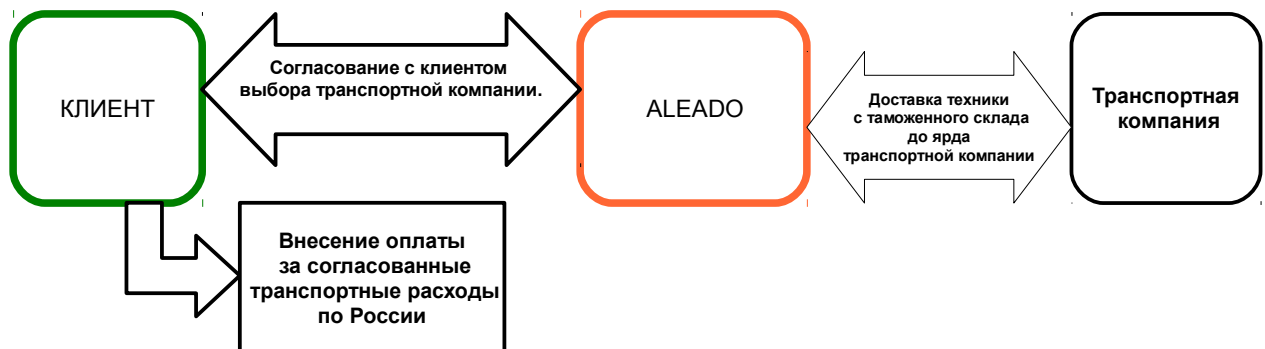 КЛИЕНТ
Согласование с клиентом
выбора транспортной компании.
ALEADO
Доставка техники
с таможенного склада
до ярда
транспортной компании
Транспортная
компания
Внесение оплаты
за согласованные
транспортные расходы
по России